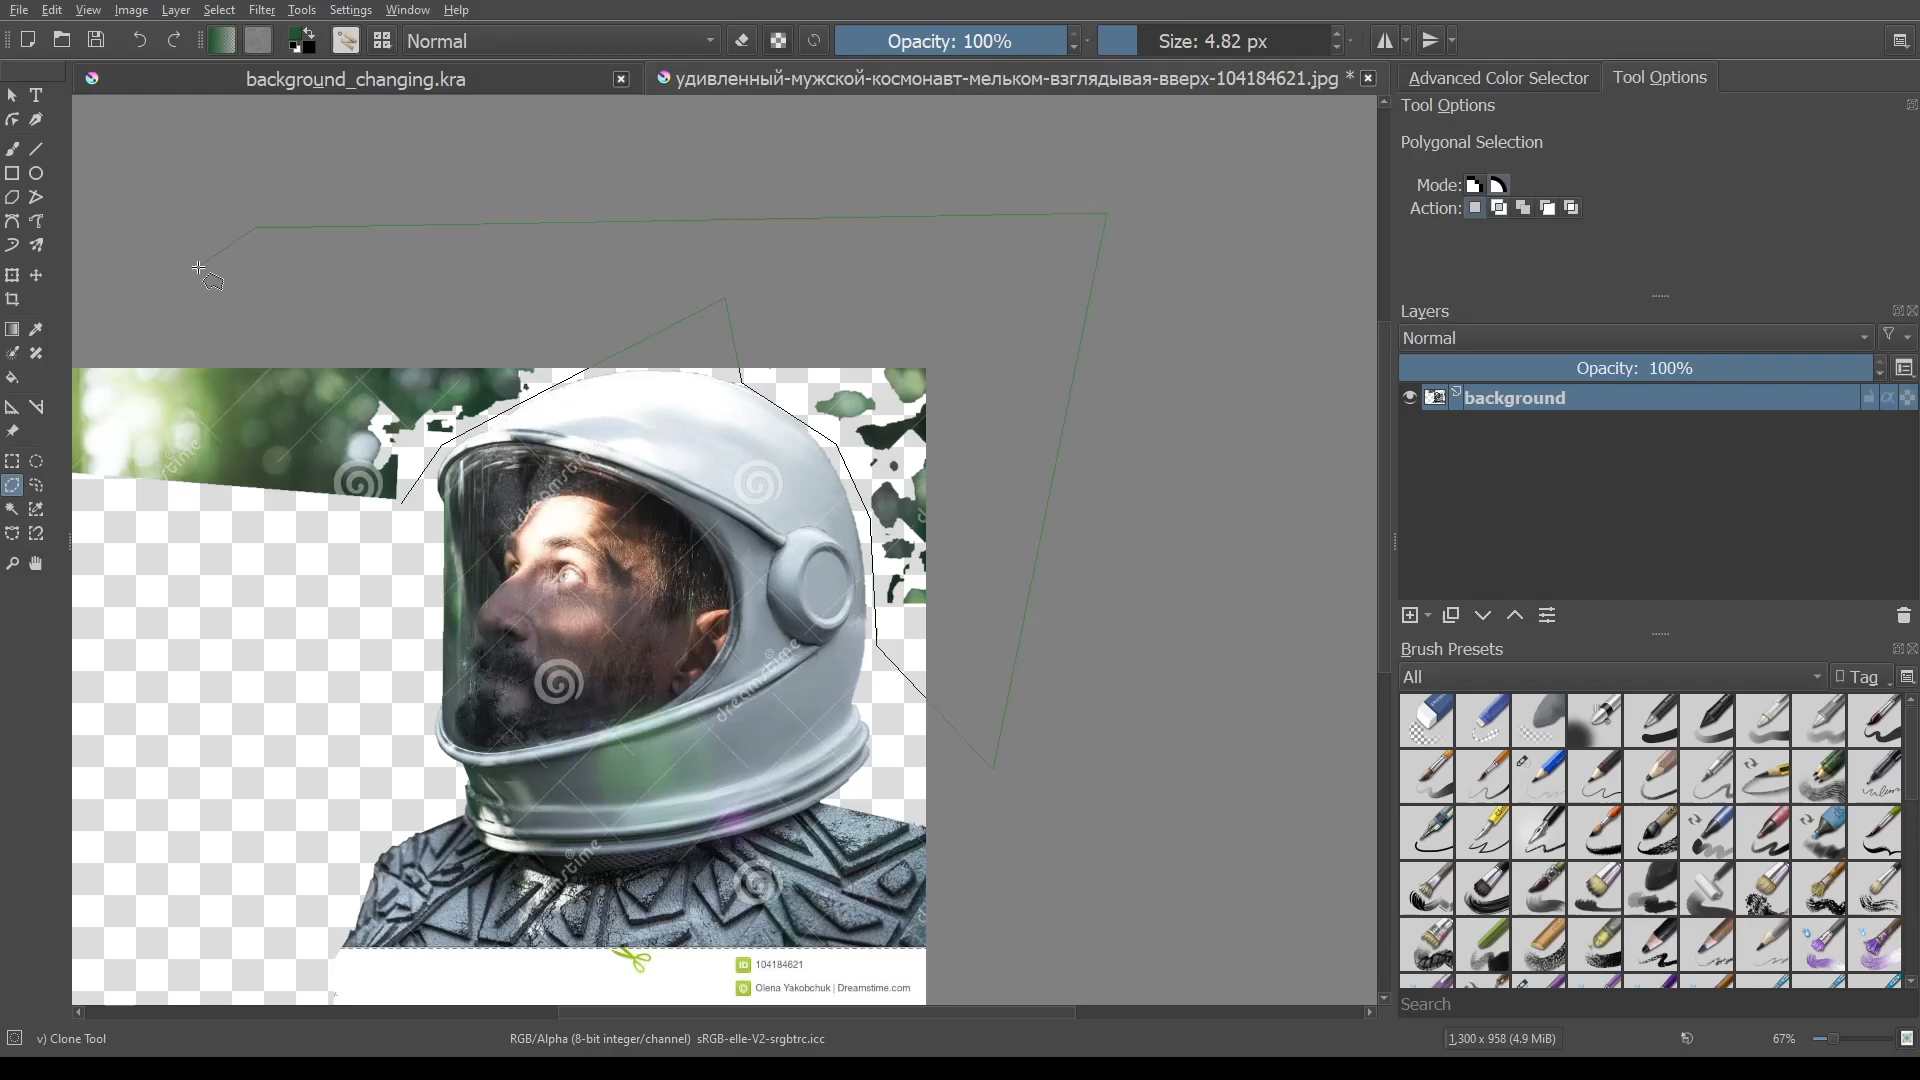 File Edit View Image Layer Select Filter Tools Settings Window Help
Normal Opacity: 100% Size: 4.82 px
background_changing.kra удивленный-мужской-космонавт-мельком-взглядывая-вверх-104184621.jpg * Advanced Color Selector Tool Options
Tool Options
Polygonal Selection
Mode:
Action:
Layers
Normal
Opacity: 100%
background
Brush Presets
All Tag
Search
dreamstime
dreamstime
dreamstime
ID 104184621
© Olena Yakobchuk | Dreamstime.com
v) Clone Tool RGB/Alpha (8-bit integer/channel) sRGB-elle-V2-srgbtrc.icc 1,300 x 958 (4.9 MiB) 67%